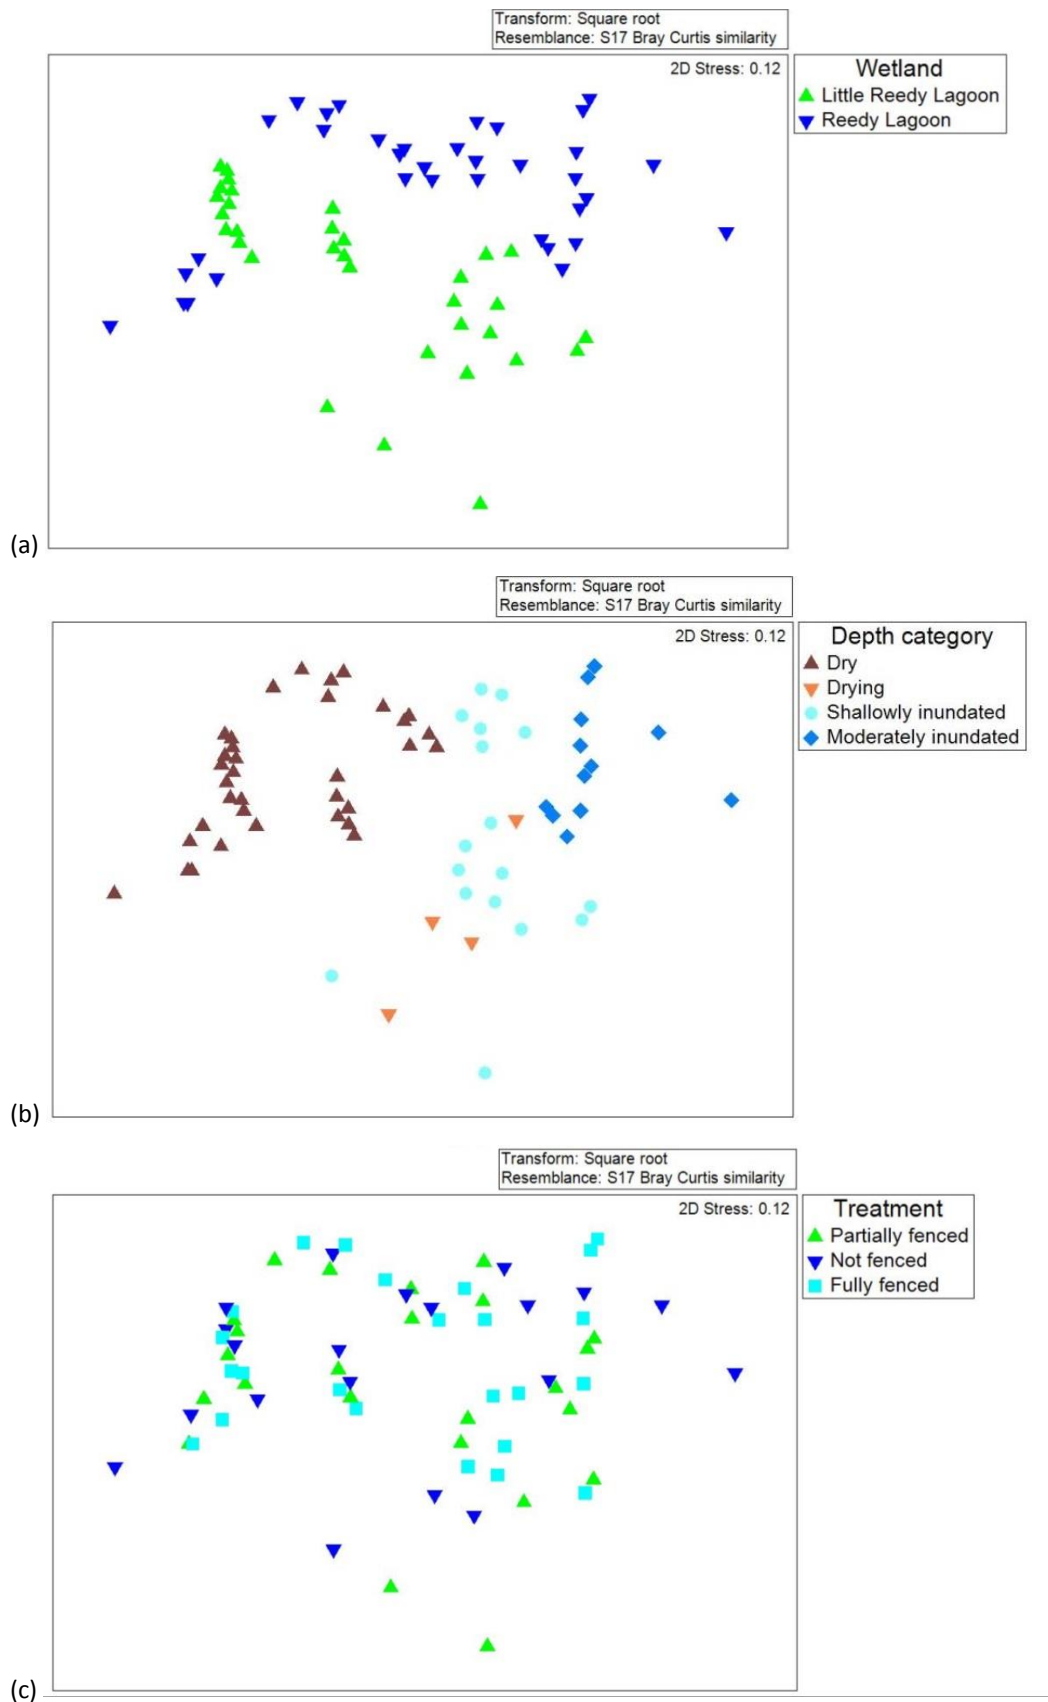 Transform: Square root
Resemblance: S17 Bray Curtis similarity
2D Stress: 0.12
Wetland
Little Reedy Lagoon
Reedy Lagoon
(a)
Transform: Square root
Resemblance: S17 Bray Curtis similarity
2D Stress: 0.12
Depth category
Dry
Drying
Shallowly inundated
Moderately inundated
(b)
Transform: Square root
Resemblance: S17 Bray Curtis similarity
2D Stress: 0.12
Treatment
Partially fenced
Not fenced
Fully fenced
(c)